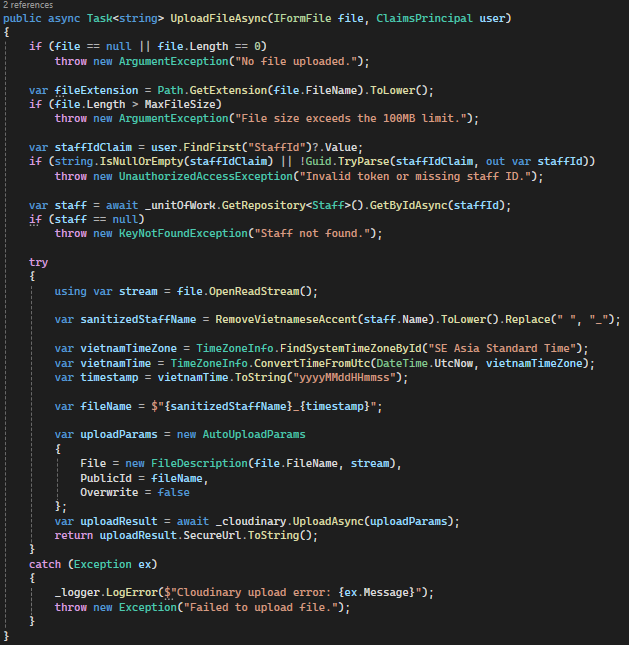 2 references
public async Task<string> UploadFileAsync(IFormFile file, ClaimsPrincipal user)
{
    if (file == null || file.Length == 0)
        throw new ArgumentException("No file uploaded.");
    var fileExtension = Path.GetExtension(file.FileName).ToLower();
    if (file.Length > MaxFileSize)
        throw new ArgumentException("File size exceeds the 100MB limit.");
    var staffIdClaim = user.FindFirst("StaffId")?.Value;
    if (string.IsNullOrEmpty(staffIdClaim) || !Guid.TryParse(staffIdClaim, out var staffId))
        throw new UnauthorizedAccessException("Invalid token or missing staff ID.");
    var staff = await _unitOfWork.GetRepository<Staff>().GetByIdAsync(staffId);
    if (staff == null)
        throw new KeyNotFoundException("Staff not found.");
    try
    {
        using var stream = file.OpenReadStream();
        var sanitizedStaffName = RemoveVietnameseAccent(staff.Name).ToLower().Replace(" ", "_");
        var vietnamTimeZone = TimeZoneInfo.FindSystemTimeZoneById("SE Asia Standard Time");
        var vietnamTime = TimeZoneInfo.ConvertTimeFromUtc(DateTime.UtcNow, vietnamTimeZone);
        var timestamp = vietnamTime.ToString("yyyyMMddHHmmss");
        var fileName = $"{sanitizedStaffName}_{timestamp}";
        var uploadParams = new AutoUploadParams
        {
            File = new FileDescription(file.FileName, stream),
            PublicId = fileName,
            Overwrite = false
        };
        var uploadResult = await _cloudinary.UploadAsync(uploadParams);
        return uploadResult.SecureUrl.ToString();
    }
    catch (Exception ex)
    {
        _logger.LogError($"Cloudinary upload error: {ex.Message}");
        throw new Exception("Failed to upload file.");
    }
}